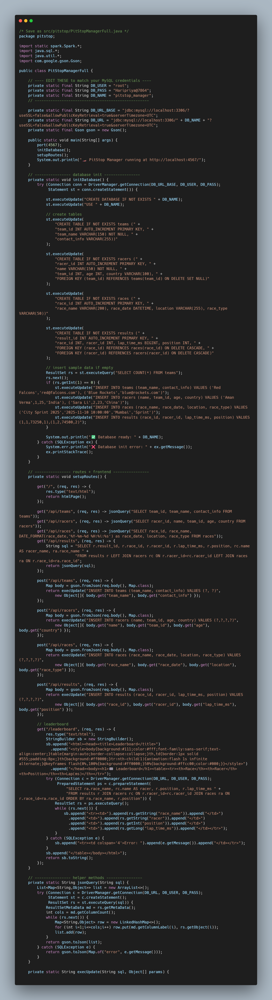 /* Save as src/pitstop/PitStopManagerFull.java */
package pitstop;

import static spark.Spark.*;
import java.sql.*;
import java.util.*;
import com.google.gson.Gson;

public class PitStopManagerFull {

    // ---- EDIT THESE to match your MySQL credentials ----
    private static final String DB_USER = "root";
    private static final String DB_PASS = "Haripriya@7864";
    private static final String DB_NAME = "pitstop_manager";
    // ---------------------------------------------------

    private static final String DB_URL_BASE = "jdbc:mysql://localhost:3306/?
useSSL=false&allowPublicKeyRetrieval=true&serverTimezone=UTC";
    private static final String DB_URL = "jdbc:mysql://localhost:3306/" + DB_NAME + "?
useSSL=false&allowPublicKeyRetrieval=true&serverTimezone=UTC";
    private static final Gson gson = new Gson();

    public static void main(String[] args) {
        port(4567);
        initDatabase();
        setupRoutes();
        System.out.println("🏎️ PitStop Manager running at http://localhost:4567/");
    }

    // --------------- database init ----------------
    private static void initDatabase() {
        try (Connection conn = DriverManager.getConnection(DB_URL_BASE, DB_USER, DB_PASS);
             Statement st = conn.createStatement()) {

            st.executeUpdate("CREATE DATABASE IF NOT EXISTS " + DB_NAME);
            st.executeUpdate("USE " + DB_NAME);

            // create tables
            st.executeUpdate(
                "CREATE TABLE IF NOT EXISTS teams (" +
                "team_id INT AUTO_INCREMENT PRIMARY KEY, " +
                "team_name VARCHAR(150) NOT NULL, " +
                "contact_info VARCHAR(255))"
            );

            st.executeUpdate(
                "CREATE TABLE IF NOT EXISTS racers (" +
                "racer_id INT AUTO_INCREMENT PRIMARY KEY, " +
                "name VARCHAR(150) NOT NULL, " +
                "team_id INT, age INT, country VARCHAR(100), " +
                "FOREIGN KEY (team_id) REFERENCES teams(team_id) ON DELETE SET NULL)"
            );

            st.executeUpdate(
                "CREATE TABLE IF NOT EXISTS races (" +
                "race_id INT AUTO_INCREMENT PRIMARY KEY, " +
                "race_name VARCHAR(200), race_date DATETIME, location VARCHAR(255), race_type
VARCHAR(50))"
            );

            st.executeUpdate(
                "CREATE TABLE IF NOT EXISTS results (" +
                "result_id INT AUTO_INCREMENT PRIMARY KEY, " +
                "race_id INT, racer_id INT, lap_time_ms BIGINT, position INT, " +
                "FOREIGN KEY (race_id) REFERENCES races(race_id) ON DELETE CASCADE, " +
                "FOREIGN KEY (racer_id) REFERENCES racers(racer_id) ON DELETE CASCADE)"
            );

            // insert sample data if empty
            ResultSet rs = st.executeQuery("SELECT COUNT(*) FROM teams");
            rs.next();
            if (rs.getInt(1) == 0) {
                st.executeUpdate("INSERT INTO teams (team_name, contact_info) VALUES ('Red
Falcons','red@falcons.com'), ('Blue Rockets','blue@rockets.com')");
                st.executeUpdate("INSERT INTO racers (name, team_id, age, country) VALUES ('Aman
Verma',1,25,'India'), ('Sara Li',2,23,'China')");
                st.executeUpdate("INSERT INTO races (race_name, race_date, location, race_type) VALUES
('City Sprint 2025','2025-11-10 10:00:00','Mumbai','Sprint')");
                st.executeUpdate("INSERT INTO results (race_id, racer_id, lap_time_ms, position) VALUES
(1,1,73250,1),(1,2,74500,2)");
            }

            System.out.println("✅ Database ready: " + DB_NAME);
        } catch (SQLException ex) {
            System.err.println("❌ Database init error: " + ex.getMessage());
            ex.printStackTrace();
        }
    }

    // ---------------- routes + frontend ----------------
    private static void setupRoutes() {

        get("/", (req, res) -> {
            res.type("text/html");
            return htmlPage();
        });

        get("/api/teams", (req, res) -> jsonQuery("SELECT team_id, team_name, contact_info FROM
teams"));
        get("/api/racers", (req, res) -> jsonQuery("SELECT racer_id, name, team_id, age, country FROM
racers"));
        get("/api/races", (req, res) -> jsonQuery("SELECT race_id, race_name,
DATE_FORMAT(race_date,'%Y-%m-%d %H:%i:%s') as race_date, location, race_type FROM races"));
        get("/api/results", (req, res) -> {
            String sql = "SELECT r.result_id, r.race_id, r.racer_id, r.lap_time_ms, r.position, rc.name
AS racer_name, ra.race_name " +
                         "FROM results r LEFT JOIN racers rc ON r.racer_id=rc.racer_id LEFT JOIN races
ra ON r.race_id=ra.race_id";
            return jsonQuery(sql);
        });

        post("/api/teams", (req, res) -> {
            Map body = gson.fromJson(req.body(), Map.class);
            return execUpdate("INSERT INTO teams (team_name, contact_info) VALUES (?, ?)",
                new Object[]{ body.get("team_name"), body.get("contact_info") });
        });

        post("/api/racers", (req, res) -> {
            Map body = gson.fromJson(req.body(), Map.class);
            return execUpdate("INSERT INTO racers (name, team_id, age, country) VALUES (?,?,?,?)",
                new Object[]{ body.get("name"), body.get("team_id"), body.get("age"),
body.get("country") });
        });

        post("/api/races", (req, res) -> {
            Map body = gson.fromJson(req.body(), Map.class);
            return execUpdate("INSERT INTO races (race_name, race_date, location, race_type) VALUES
(?,?,?,?)",
                new Object[]{ body.get("race_name"), body.get("race_date"), body.get("location"),
body.get("race_type") });
        });

        post("/api/results", (req, res) -> {
            Map body = gson.fromJson(req.body(), Map.class);
            return execUpdate("INSERT INTO results (race_id, racer_id, lap_time_ms, position) VALUES
(?,?,?,?)",
                new Object[]{ body.get("race_id"), body.get("racer_id"), body.get("lap_time_ms"),
body.get("position") });
        });

        // leaderboard
        get("/leaderboard", (req, res) -> {
            res.type("text/html");
            StringBuilder sb = new StringBuilder();
            sb.append("<html><head><title>Leaderboard</title>")
              .append("<style>body{background:#111;color:#fff;font-family:sans-serif;text-
align:center;}table{margin:auto;border-collapse:collapse;}th,td{border:1px solid
#555;padding:8px;}th{background:#ff0000;}tr:nth-child(1){animation:flash 1s infinite
alternate;}@keyframes flash{0%,100%{background:#ff0000;}50%{background:#ffcc00;color:#000;}}</style>")
              .append("</head><body><h1>🏁 Leaderboard</h1><table><tr><th>Race</th><th>Racer</th>
<th>Position</th><th>Lap(ms)</th></tr>");
            try (Connection c = DriverManager.getConnection(DB_URL, DB_USER, DB_PASS);
                 PreparedStatement ps = c.prepareStatement(
                     "SELECT ra.race_name, rc.name AS racer, r.position, r.lap_time_ms " +
                     "FROM results r JOIN racers rc ON r.racer_id=rc.racer_id JOIN races ra ON
r.race_id=ra.race_id ORDER BY ra.race_name, r.position")) {
                ResultSet rs = ps.executeQuery();
                while (rs.next()) {
                    sb.append("<tr><td>").append(rs.getString("race_name")).append("</td>")
                      .append("<td>").append(rs.getString("racer")).append("</td>")
                      .append("<td>").append(rs.getInt("position")).append("</td>")
                      .append("<td>").append(rs.getLong("lap_time_ms")).append("</td></tr>");
                }
            } catch (SQLException e) {
                sb.append("<tr><td colspan='4'>Error: ").append(e.getMessage()).append("</td></tr>");
            }
            sb.append("</table></body></html>");
            return sb.toString();
        });
    }

    // ---------------- helper methods ----------------
    private static String jsonQuery(String sql) {
        List<Map<String,Object>> list = new ArrayList<>();
        try (Connection c = DriverManager.getConnection(DB_URL, DB_USER, DB_PASS);
             Statement st = c.createStatement();
             ResultSet rs = st.executeQuery(sql)) {
            ResultSetMetaData md = rs.getMetaData();
            int cols = md.getColumnCount();
            while (rs.next()) {
                Map<String,Object> row = new LinkedHashMap<>();
                for (int i=1;i<=cols;i++) row.put(md.getColumnLabel(i), rs.getObject(i));
                list.add(row);
            }
            return gson.toJson(list);
        } catch (SQLException e) {
            return gson.toJson(Map.of("error", e.getMessage()));
        }
    }

    private static String execUpdate(String sql, Object[] params) {